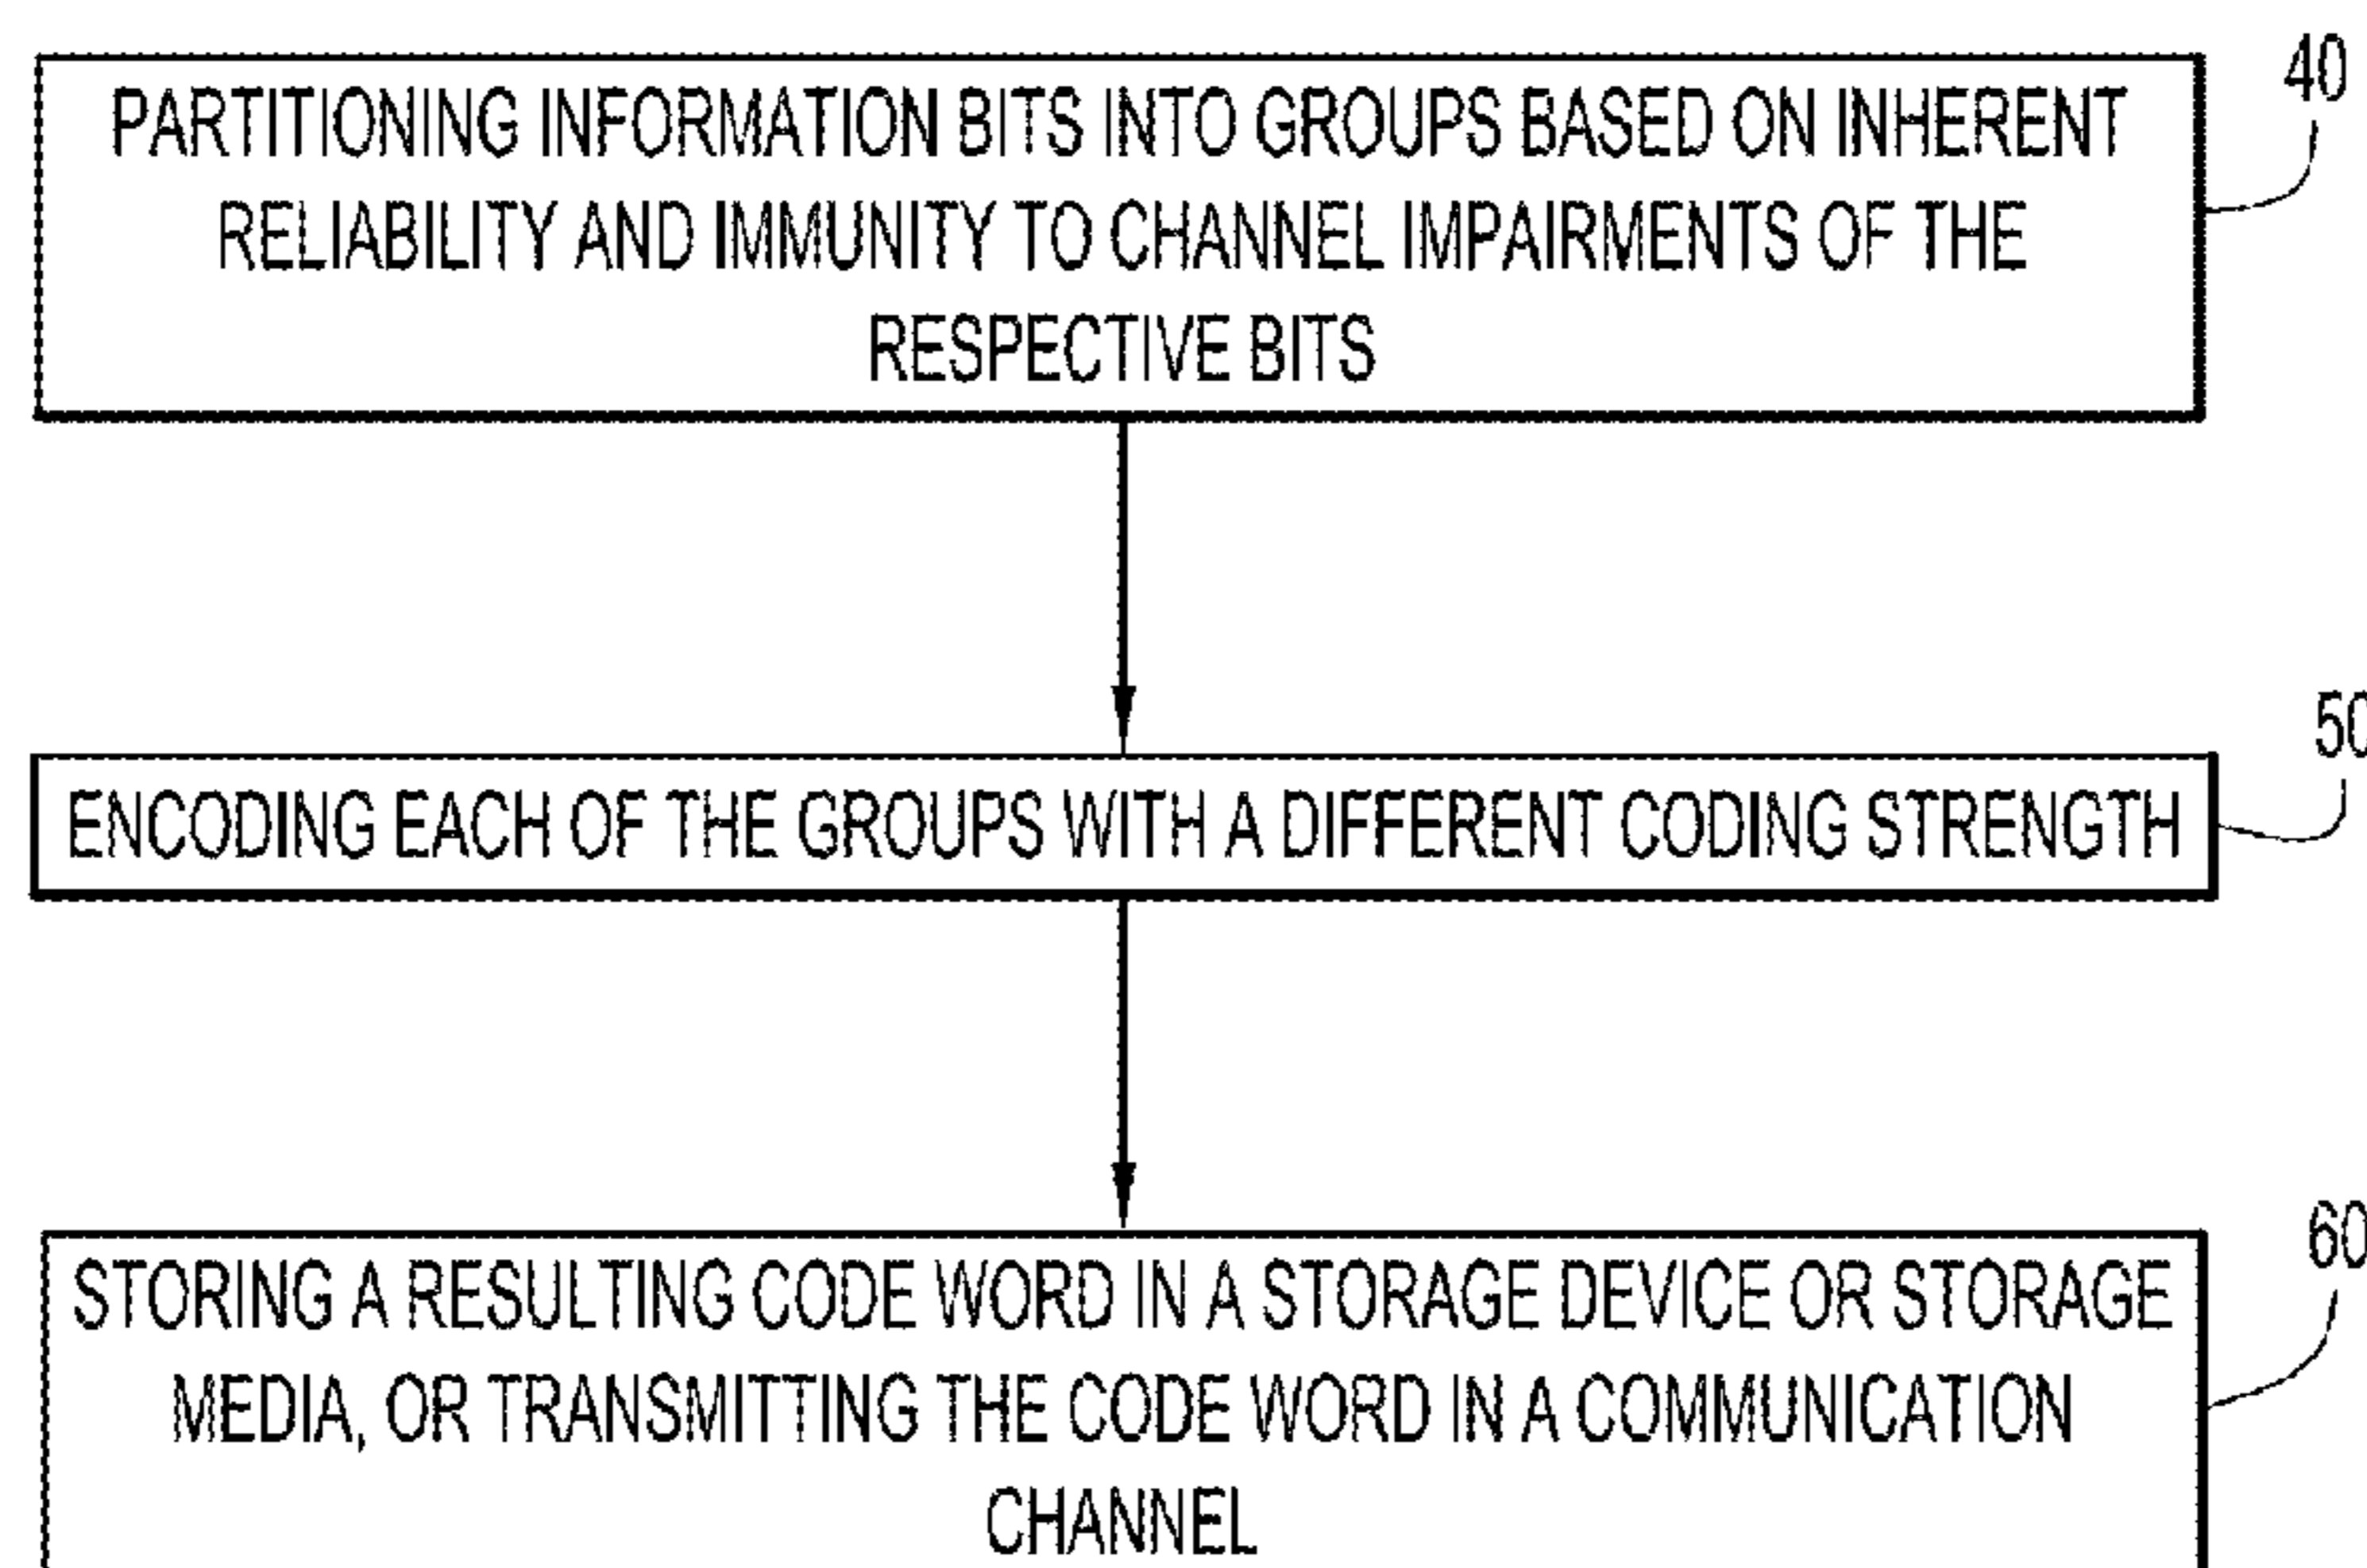 40
PARTITIONING INFORMATION BITS INTO GROUPS BASED ON INHERENT
RELIABILITY AND IMMUNITY TO CHANNEL IMPAIRMENTS OF THE
RESPECTIVE BITS
50
ENCODING EACH OF THE GROUPS WITH A DIFFERENT CODING STRENGTH
60
STORING A RESULTING CODE WORD IN A STORAGE DEVICE OR STORAGE
MEDIA, OR TRANSMITTING THE CODE WORD IN A COMMUNICATION
CHANNEL